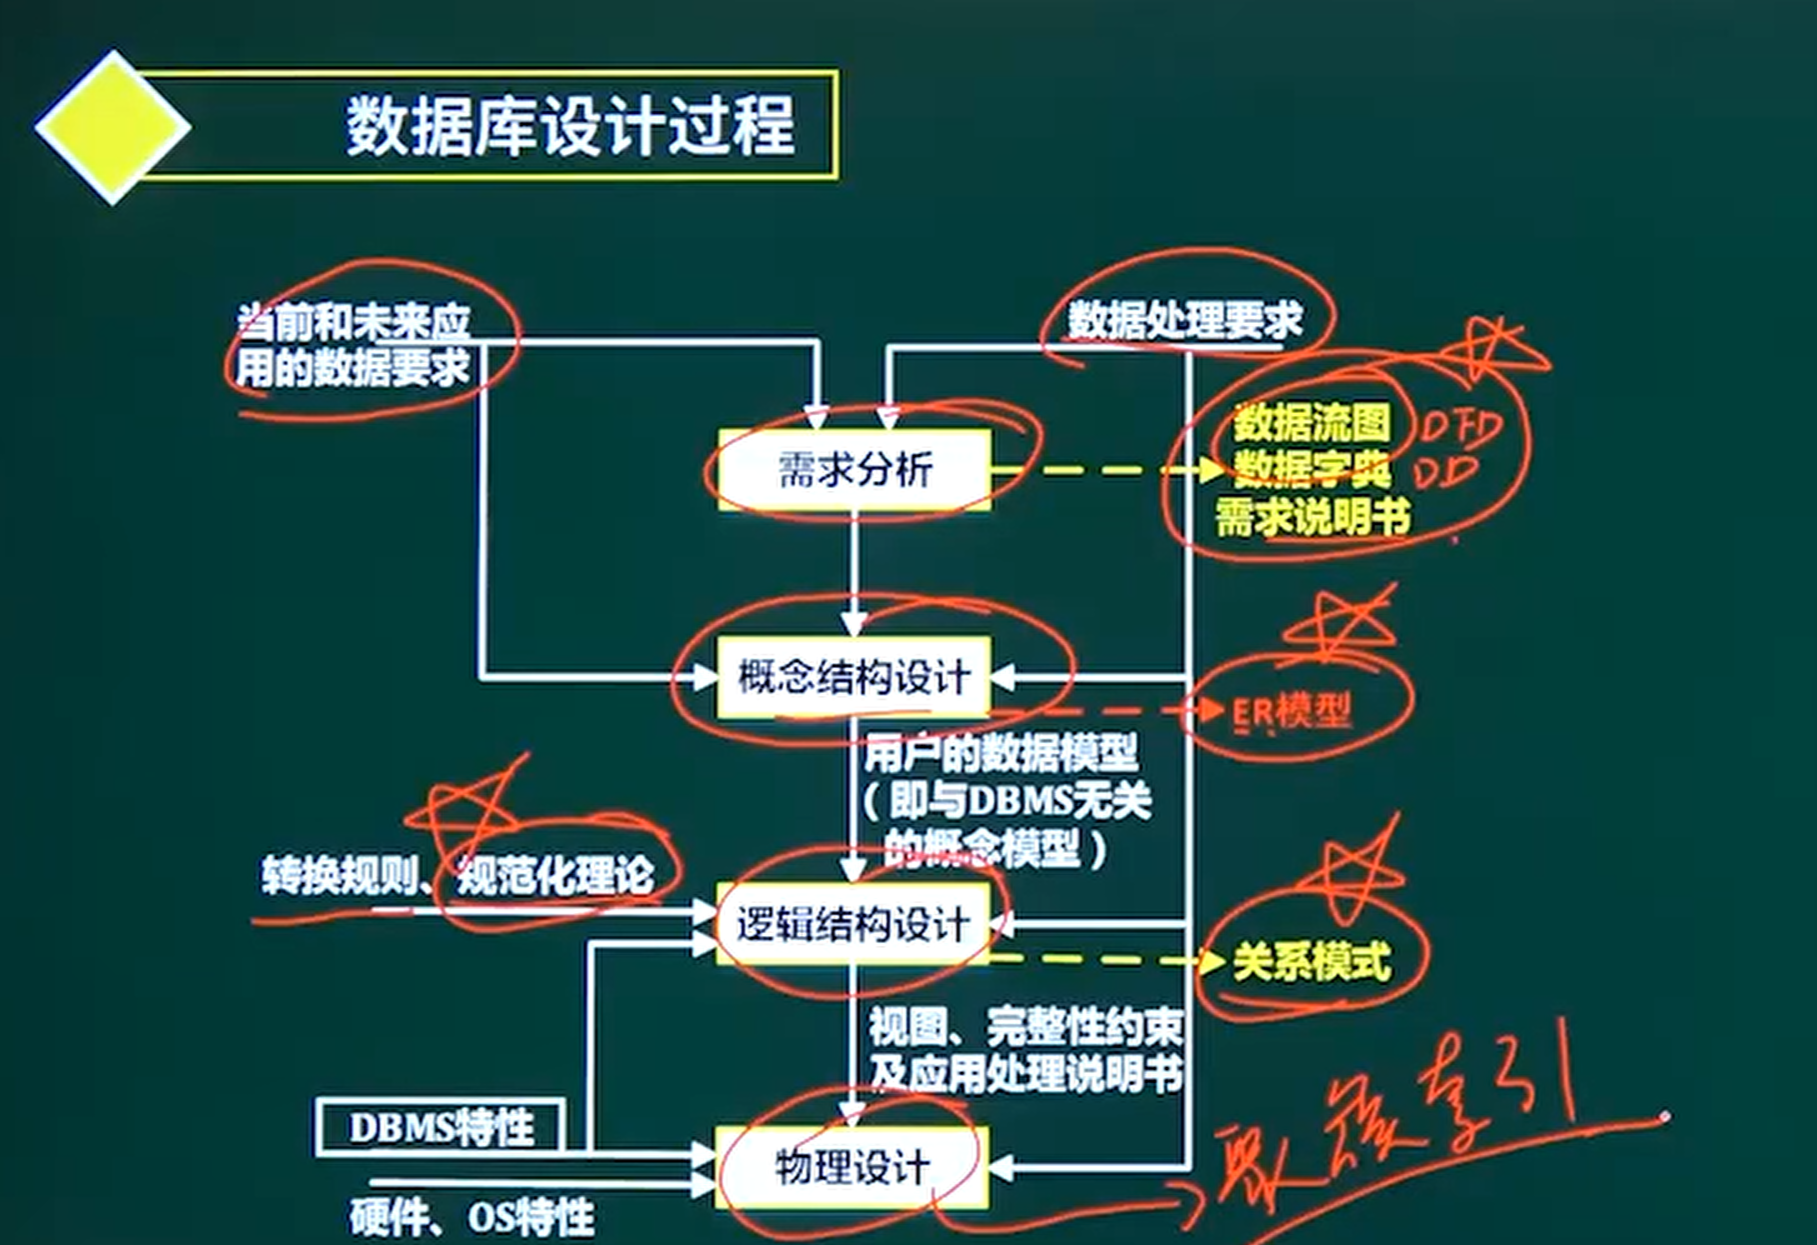 数据库设计过程
当前和未来应
用的数据要求
数据处理要求
需求分析
数据流图 DFD
数据字典 DD
需求说明书
概念结构设计
ER模型
用户的数据模型
（即与DBMS无关
的概念模型）
转换规则、规范化理论
逻辑结构设计
关系模式
视图、完整性约束
及应用处理说明书
DBMS特性
物理设计
聚簇索引
硬件、OS特性